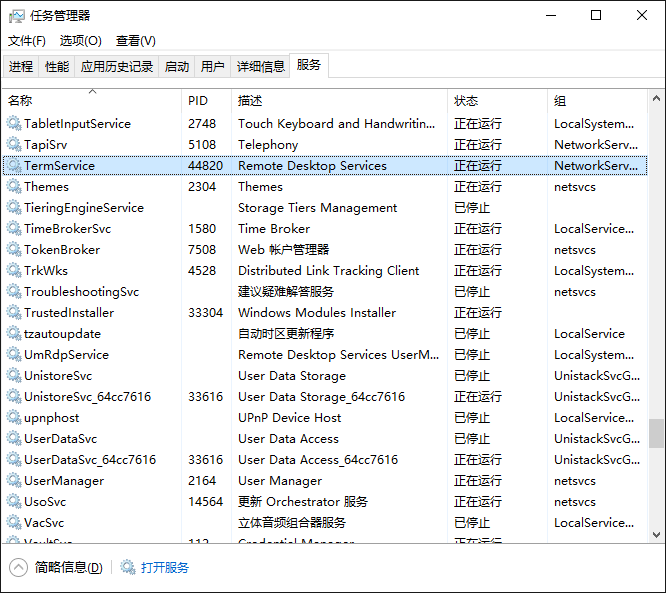 任务管理器
文件(F) 选项(O) 查看(V)
进程 性能 应用历史记录 启动 用户 详细信息 服务
名称 PID 描述 状态 组
TabletInputService 2748 Touch Keyboard and Handwritin... 正在运行 LocalSystem...
TapiSrv 5108 Telephony 正在运行 NetworkServ...
TermService 44820 Remote Desktop Services 正在运行 NetworkServ...
Themes 2304 Themes 正在运行 netsvcs
TieringEngineService Storage Tiers Management 已停止
TimeBrokerSvc 1580 Time Broker 正在运行 LocalService...
TokenBroker 7508 Web 帐户管理器 正在运行 netsvcs
TrkWks 4528 Distributed Link Tracking Client 正在运行 LocalSystem...
TroubleshootingSvc 建议疑难解答服务 已停止 netsvcs
TrustedInstaller 33304 Windows Modules Installer 正在运行
tzautoupdate 自动时区更新程序 已停止 LocalService
UmRdpService Remote Desktop Services UserM... 已停止 LocalSystem...
UnistoreSvc User Data Storage 已停止 UnistackSvcG...
UnistoreSvc_64cc7616 33616 User Data Storage_64cc7616 正在运行 UnistackSvcG...
upnphost UPnP Device Host 已停止 LocalService...
UserDataSvc User Data Access 已停止 UnistackSvcG...
UserDataSvc_64cc7616 33616 User Data Access_64cc7616 正在运行 UnistackSvcG...
UserManager 2164 User Manager 正在运行 netsvcs
UsoSvc 14564 更新 Orchestrator 服务 正在运行 netsvcs
VacSvc 立体音频组合器服务 已停止 LocalService...
VaultSvc Credential Manager 正在运行
简略信息(D) 打开服务